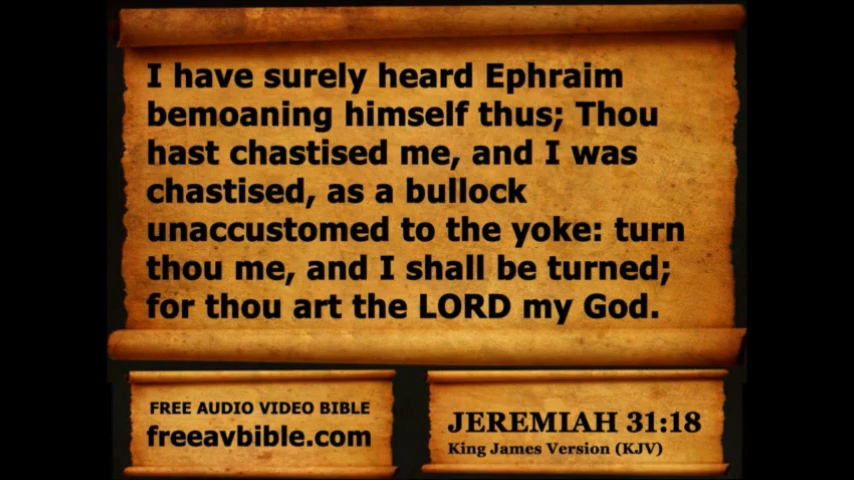 I have surely heard Ephraim
bemoaning himself thus; Thou
hast chastised me, and I was
chastised, as a bullock
unaccustomed to the yoke: turn
thou me, and I shall be turned;
for thou art the LORD my God.
FREE AUDIO VIDEO BIBLE
freeavbible.com
JEREMIAH 31:18
King James Version (KJV)